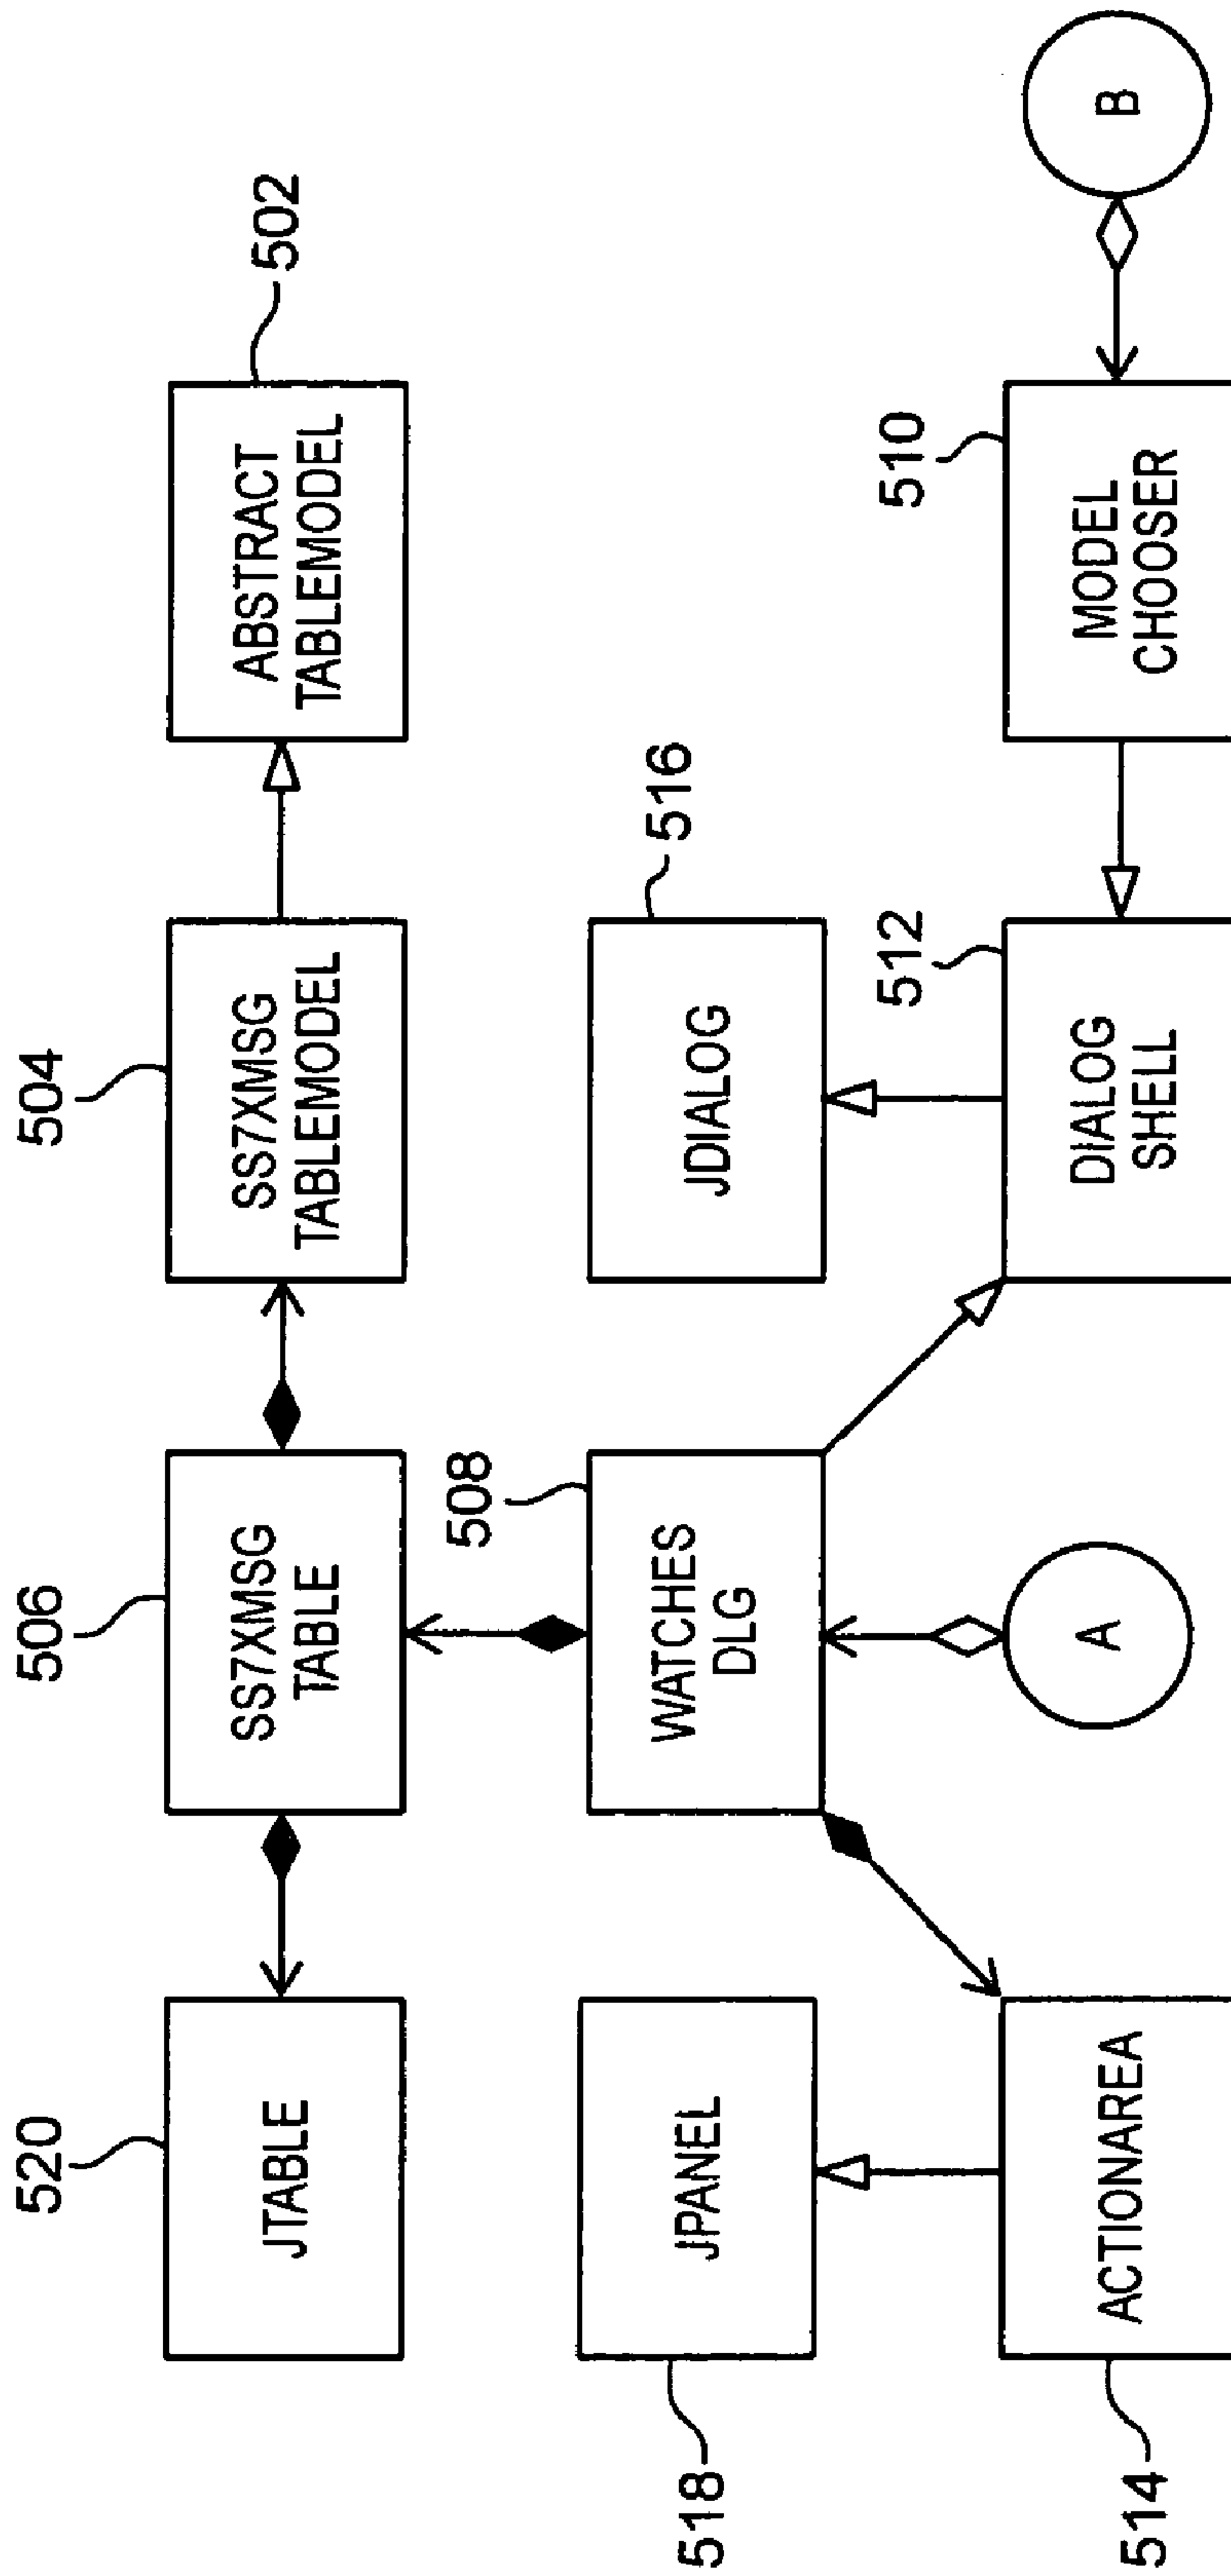 520
506
504
502
JTABLE
SS7XMSG
TABLE
SS7XMSG
TABLEMODEL
ABSTRACT
TABLEMODEL
518
508
516
JPANEL
WATCHES
DLG
JDIALOG
514
512
510
ACTIONAREA
A
DIALOG
SHELL
MODEL
CHOOSER
B